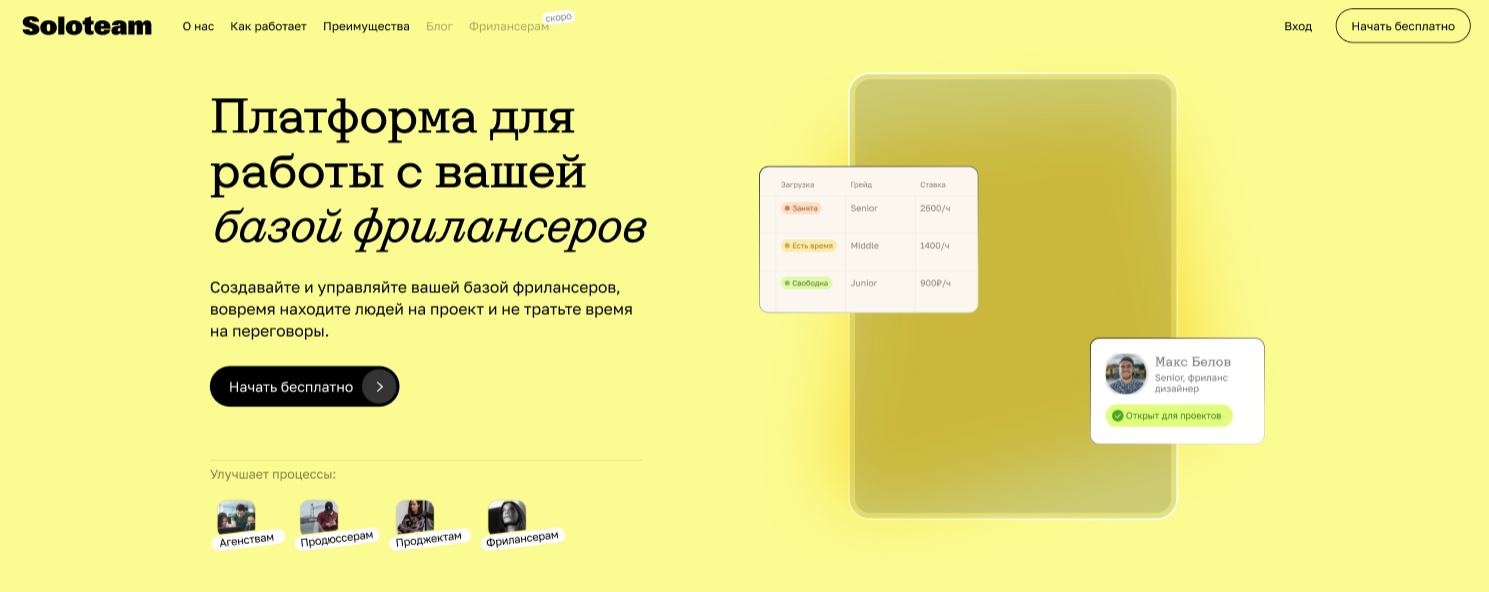 Soloteam
О нас
Как работает
Преимущества
Блог
Фрилансерам
скоро
Вход
Начать бесплатно
Платформа для
работы с вашей
базой фрилансеров
Создавайте и управляйте вашей базой фрилансеров,
вовремя находите людей на проект и не тратьте время
на переговоры.
Начать бесплатно
Улучшает процессы:
Агенствам
Продюссерам
Проджектам
Фрилансерам
Загрузка Грейд Ставка
Занята Senior 2600/ч
Есть время Middle 1400/ч
Свободна Junior 900₽/ч
Макс Белов
Senior, фриланс
дизайнер
Открыт для проектов